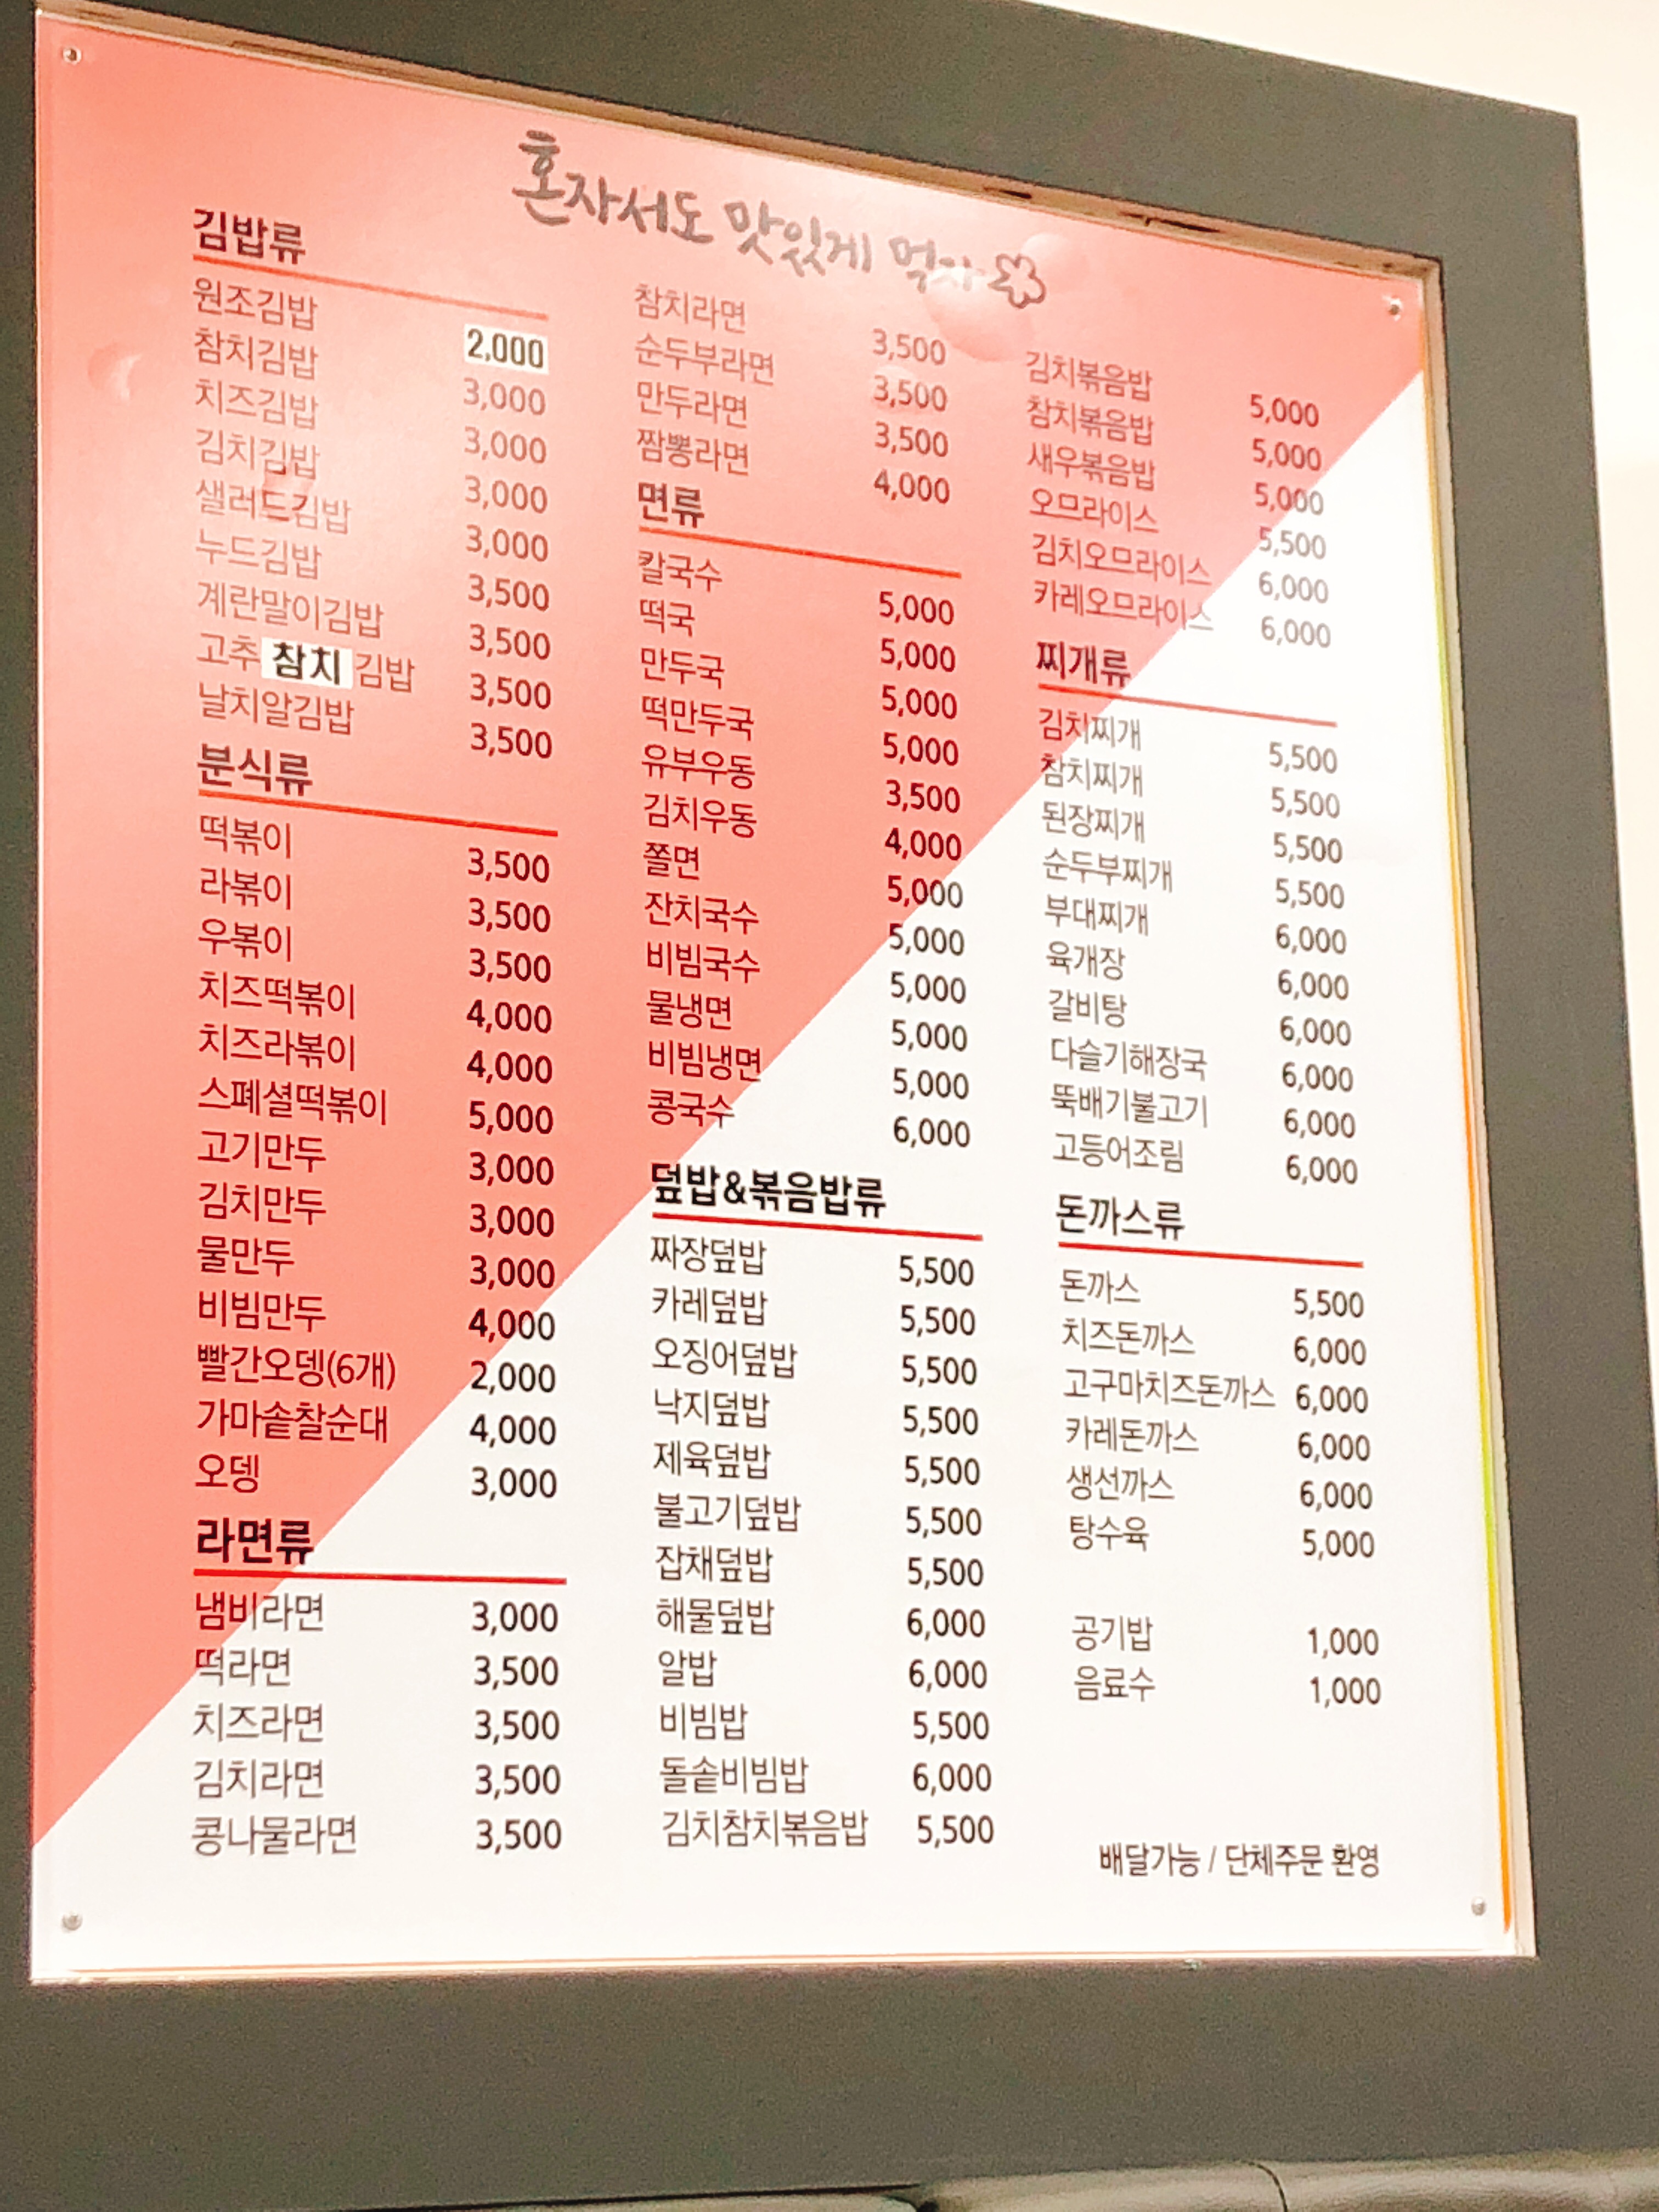 혼자서도 맛있게 먹자
김밥류
원조김밥 2,000
참치김밥 3,000
치즈김밥 3,000
김치김밥 3,000
샐러드김밥 3,000
누드김밥 3,500
계란말이김밥 3,500
고추 참치 김밥 3,500
날치알김밥 3,500
분식류
떡볶이 3,500
라볶이 3,500
우볶이 3,500
치즈떡볶이 4,000
치즈라볶이 4,000
스폐셜떡볶이 5,000
고기만두 3,000
김치만두 3,000
물만두 3,000
비빔만두 4,000
빨간오뎅(6개) 2,000
가마솥찰순대 4,000
오뎅 3,000
라면류
냄비라면 3,000
떡라면 3,500
치즈라면 3,500
김치라면 3,500
콩나물라면 3,500
참치라면 3,500
순두부라면 3,500
만두라면 3,500
짬뽕라면 4,000
면류
칼국수 5,000
떡국 5,000
만두국 5,000
떡만두국 5,000
유부우동 3,500
김치우동 4,000
쫄면 5,000
잔치국수 5,000
비빔국수 5,000
물냉면 5,000
비빔냉면 5,000
콩국수 6,000
덮밥&볶음밥류
짜장덮밥 5,500
카레덮밥 5,500
오징어덮밥 5,500
낙지덮밥 5,500
제육덮밥 5,500
불고기덮밥 5,500
잡채덮밥 5,500
해물덮밥 6,000
알밥 6,000
비빔밥 5,500
돌솥비빔밥 6,000
김치참치볶음밥 5,500
김치볶음밥 5,000
참치볶음밥 5,000
새우볶음밥 5,000
오므라이스 5,500
김치오므라이스 6,000
카레오므라이스 6,000
찌개류
김치찌개 5,500
참치찌개 5,500
된장찌개 5,500
순두부찌개 5,500
부대찌개 6,000
육개장 6,000
갈비탕 6,000
다슬기해장국 6,000
뚝배기불고기 6,000
고등어조림 6,000
돈까스류
돈까스 5,500
치즈돈까스 6,000
고구마치즈돈까스 6,000
카레돈까스 6,000
생선까스 6,000
탕수육 5,000
공기밥 1,000
음료수 1,000
배달가능 / 단체주문 환영